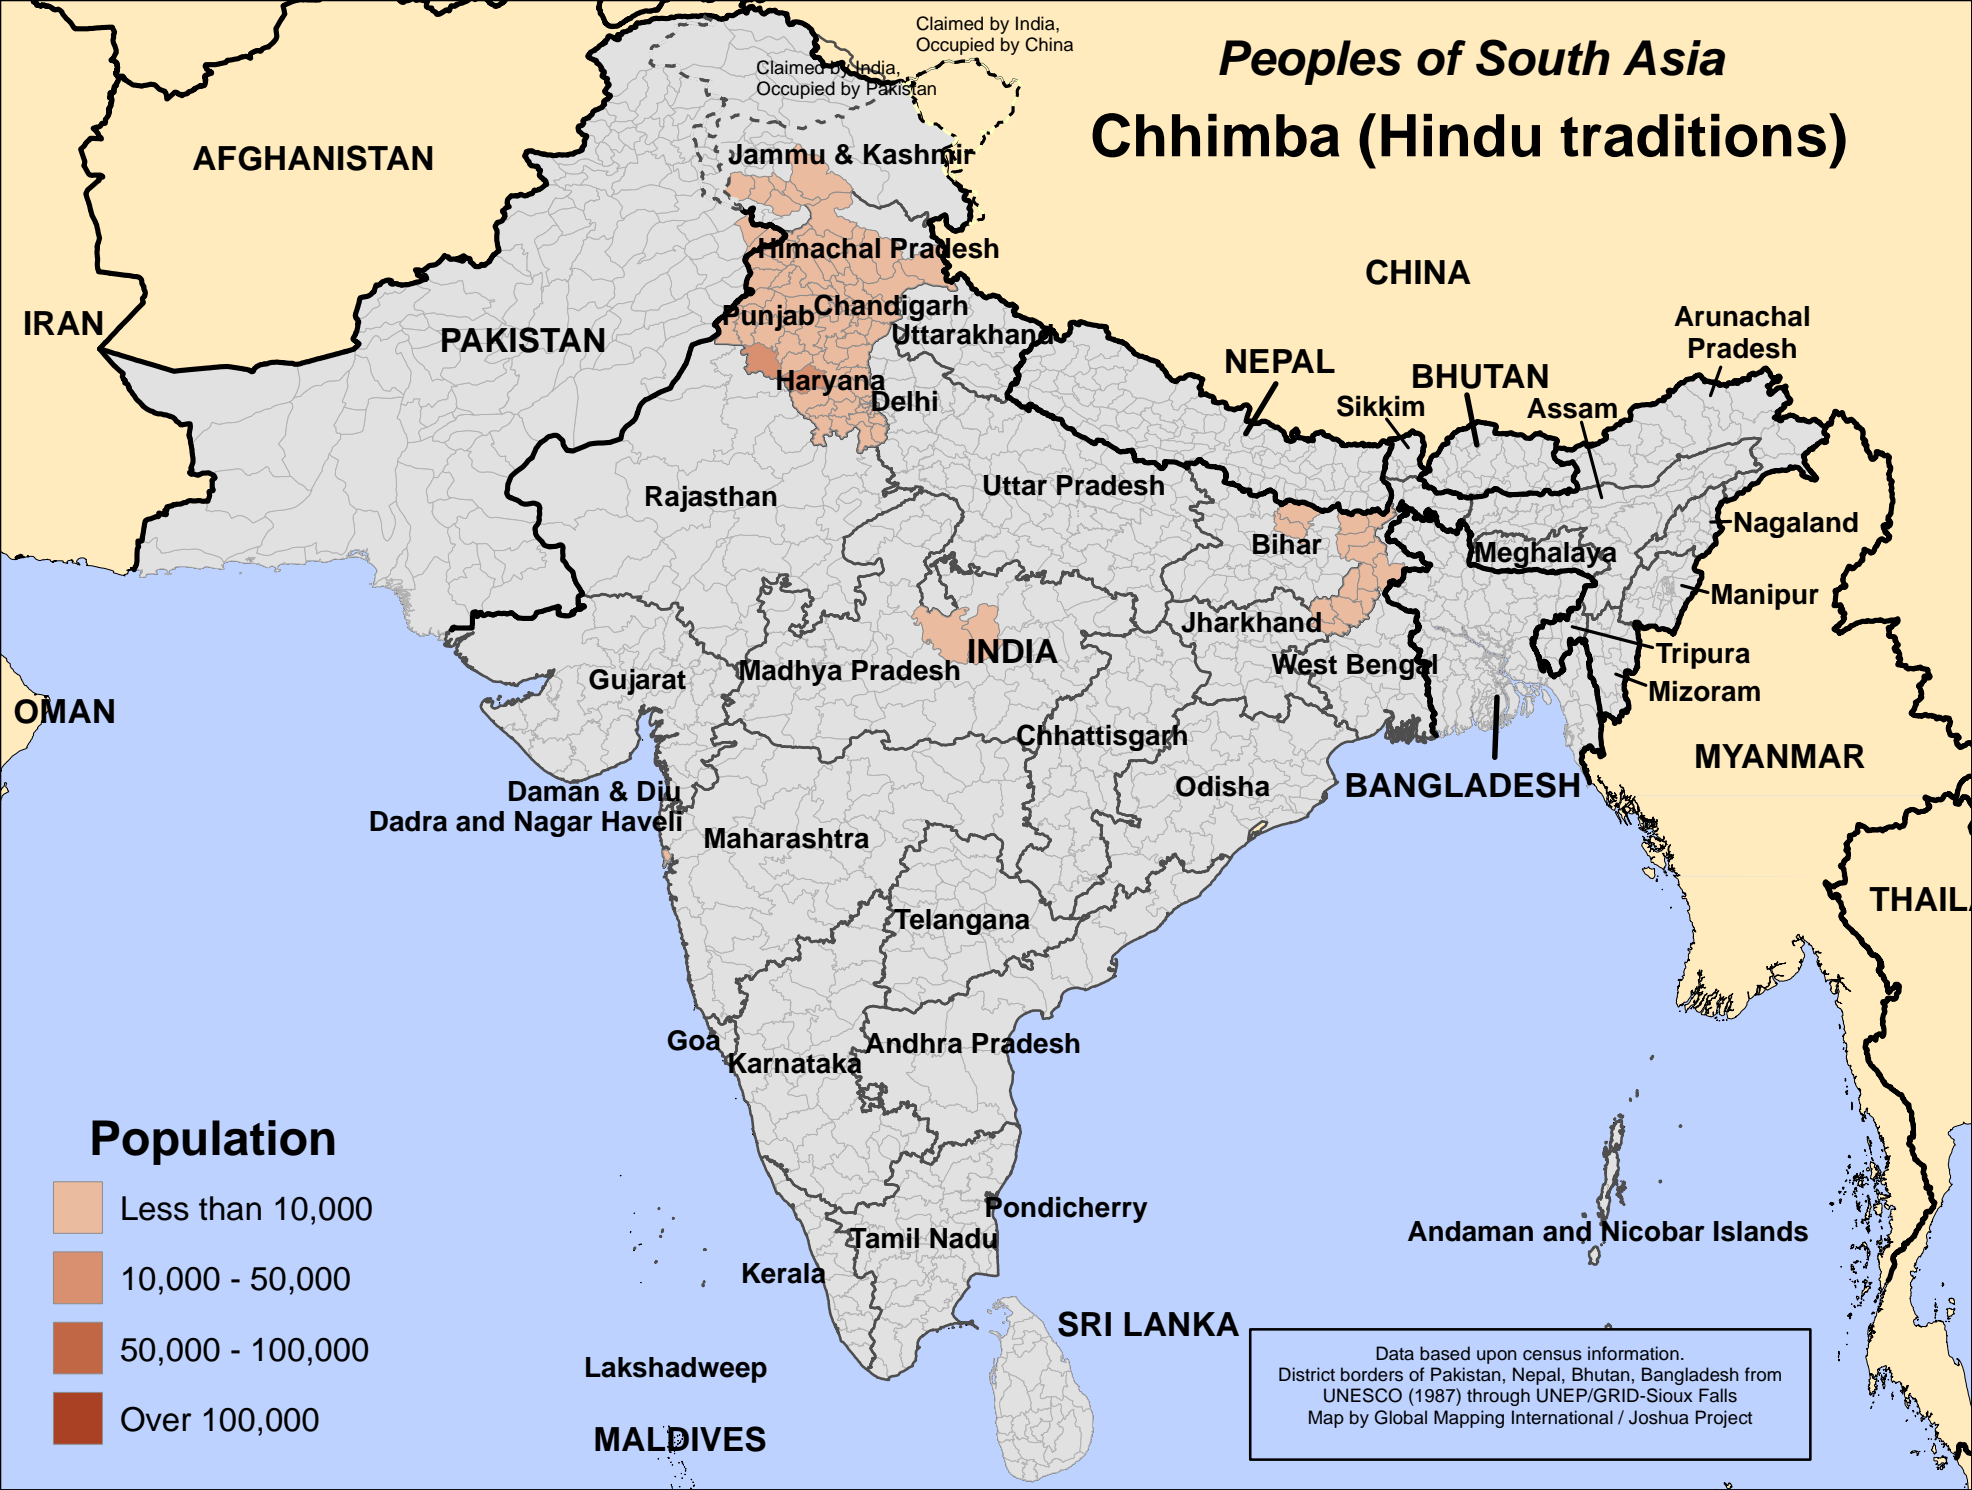 Claimed by India,
Occupied by China
Peoples of South Asia
Claimed by India,
Occupied by Pakistan
Chhimba (Hindu traditions)
AFGHANISTAN
Jammu & Kashmir
Himachal Pradesh
CHINA
IRAN
PAKISTAN
Punjab
Chandigarh
Uttarakhand
Arunachal
Pradesh
NEPAL
BHUTAN
Haryana
Delhi
Sikkim
Assam
Rajasthan
Uttar Pradesh
Nagaland
Bihar
Meghalaya
Manipur
Jharkhand
INDIA
Tripura
Gujarat
Madhya Pradesh
West Bengal
Mizoram
OMAN
Chhattisgarh
MYANMAR
Daman & Diu
Odisha
BANGLADESH
Dadra and Nagar Haveli
Maharashtra
THAILA
Telangana
Goa
Andhra Pradesh
Karnataka
Population
Less than 10,000
10,000 - 50,000
50,000 - 100,000
Over 100,000
Pondicherry
Tamil Nadu
Andaman and Nicobar Islands
Kerala
SRI LANKA
Lakshadweep
MALDIVES
Data based upon census information.
District borders of Pakistan, Nepal, Bhutan, Bangladesh from
UNESCO (1987) through UNEP/GRID-Sioux Falls
Map by Global Mapping International / Joshua Project